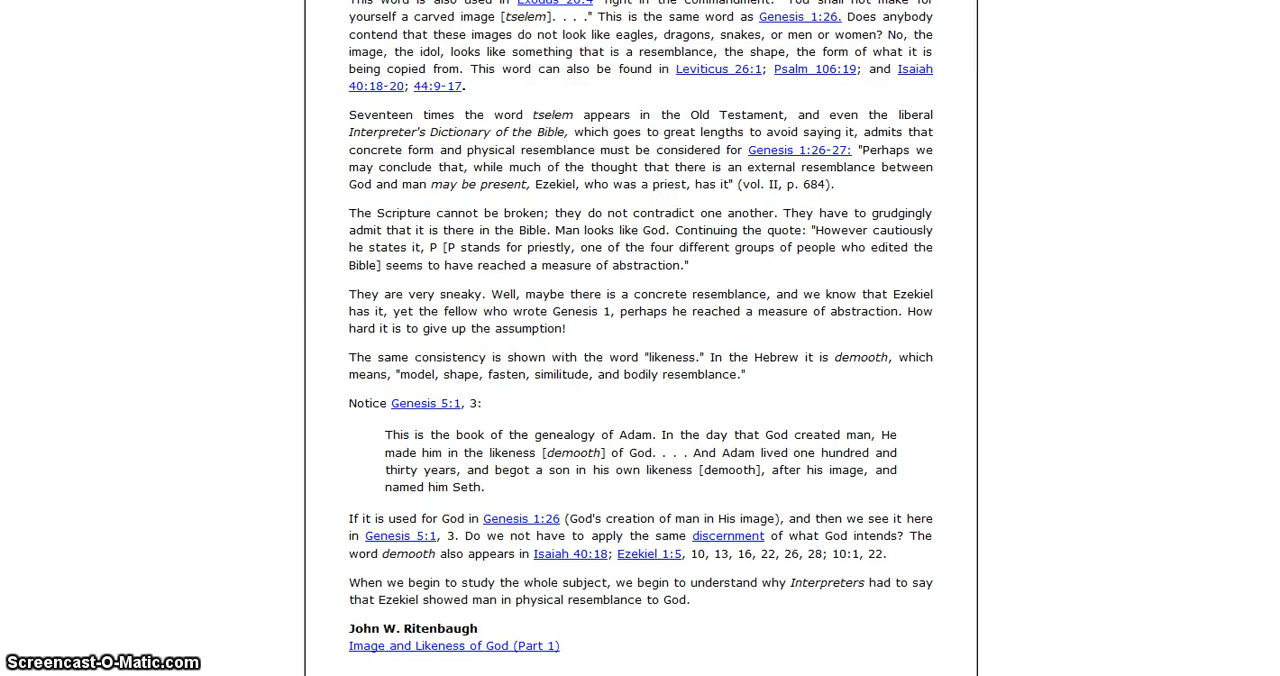 This word is also used in Exodus 20:4 right in the commandment: "You shall not make for
yourself a carved image [tselem]. . . ." This is the same word as Genesis 1:26. Does anybody
contend that these images do not look like eagles, dragons, snakes, or men or women? No, the
image, the idol, looks like something that is a resemblance, the shape, the form of what it is
being copied from. This word can also be found in Leviticus 26:1; Psalm 106:19; and Isaiah
40:18-20; 44:9-17.
Seventeen times the word tselem appears in the Old Testament, and even the liberal
Interpreter's Dictionary of the Bible, which goes to great lengths to avoid saying it, admits that
concrete form and physical resemblance must be considered for Genesis 1:26-27: "Perhaps we
may conclude that, while much of the thought that there is an external resemblance between
God and man may be present, Ezekiel, who was a priest, has it" (vol. II, p. 684).
The Scripture cannot be broken; they do not contradict one another. They have to grudgingly
admit that it is there in the Bible. Man looks like God. Continuing the quote: "However cautiously
he states it, P [P stands for priestly, one of the four different groups of people who edited the
Bible] seems to have reached a measure of abstraction."
They are very sneaky. Well, maybe there is a concrete resemblance, and we know that Ezekiel
has it, yet the fellow who wrote Genesis 1, perhaps he reached a measure of abstraction. How
hard it is to give up the assumption!
The same consistency is shown with the word "likeness." In the Hebrew it is demooth, which
means, "model, shape, fasten, similitude, and bodily resemblance."
Notice Genesis 5:1, 3:
This is the book of the genealogy of Adam. In the day that God created man, He
made him in the likeness [demooth] of God. . . . And Adam lived one hundred and
thirty years, and begot a son in his own likeness [demooth], after his image, and
named him Seth.
If it is used for God in Genesis 1:26 (God's creation of man in His image), and then we see it here
in Genesis 5:1, 3. Do we not have to apply the same discernment of what God intends? The
word demooth also appears in Isaiah 40:18; Ezekiel 1:5, 10, 13, 16, 22, 26, 28; 10:1, 22.
When we begin to study the whole subject, we begin to understand why Interpreters had to say
that Ezekiel showed man in physical resemblance to God.
John W. Ritenbaugh
Image and Likeness of God (Part 1)
Screencast-O-Matic.com